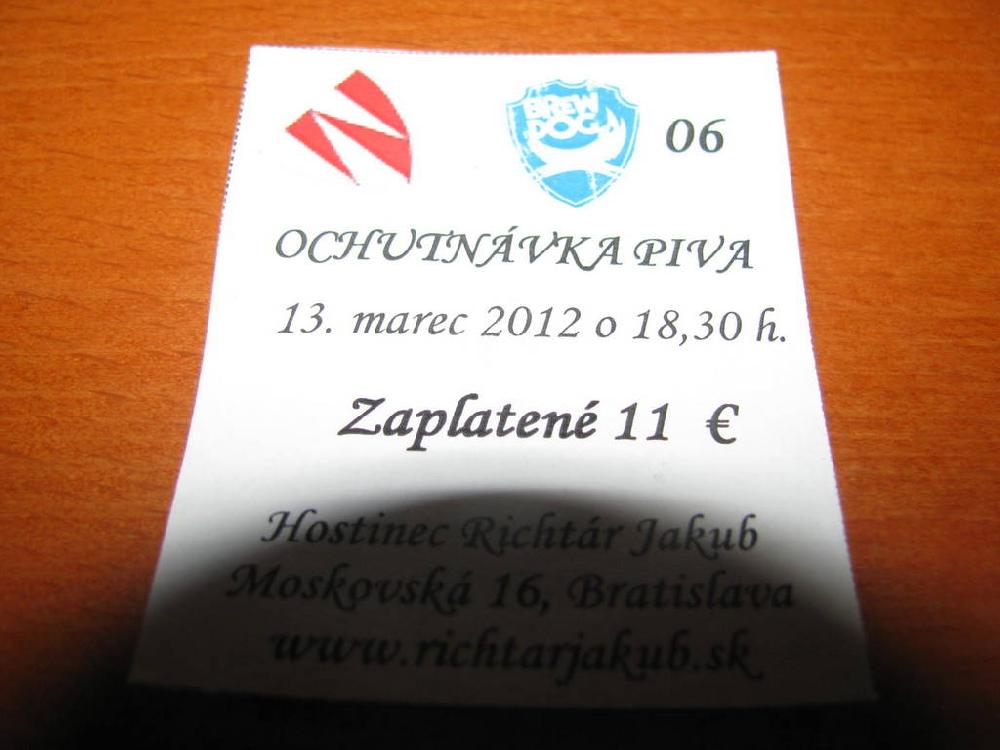 BREW
DOG
06
OCHUTNÁVKA PIVA
13. marec 2012 o 18,30 h.
Zaplatené 11 €
Hostinec Richtár Jakub
Moskovská 16, Bratislava
www.richtarjakub.sk